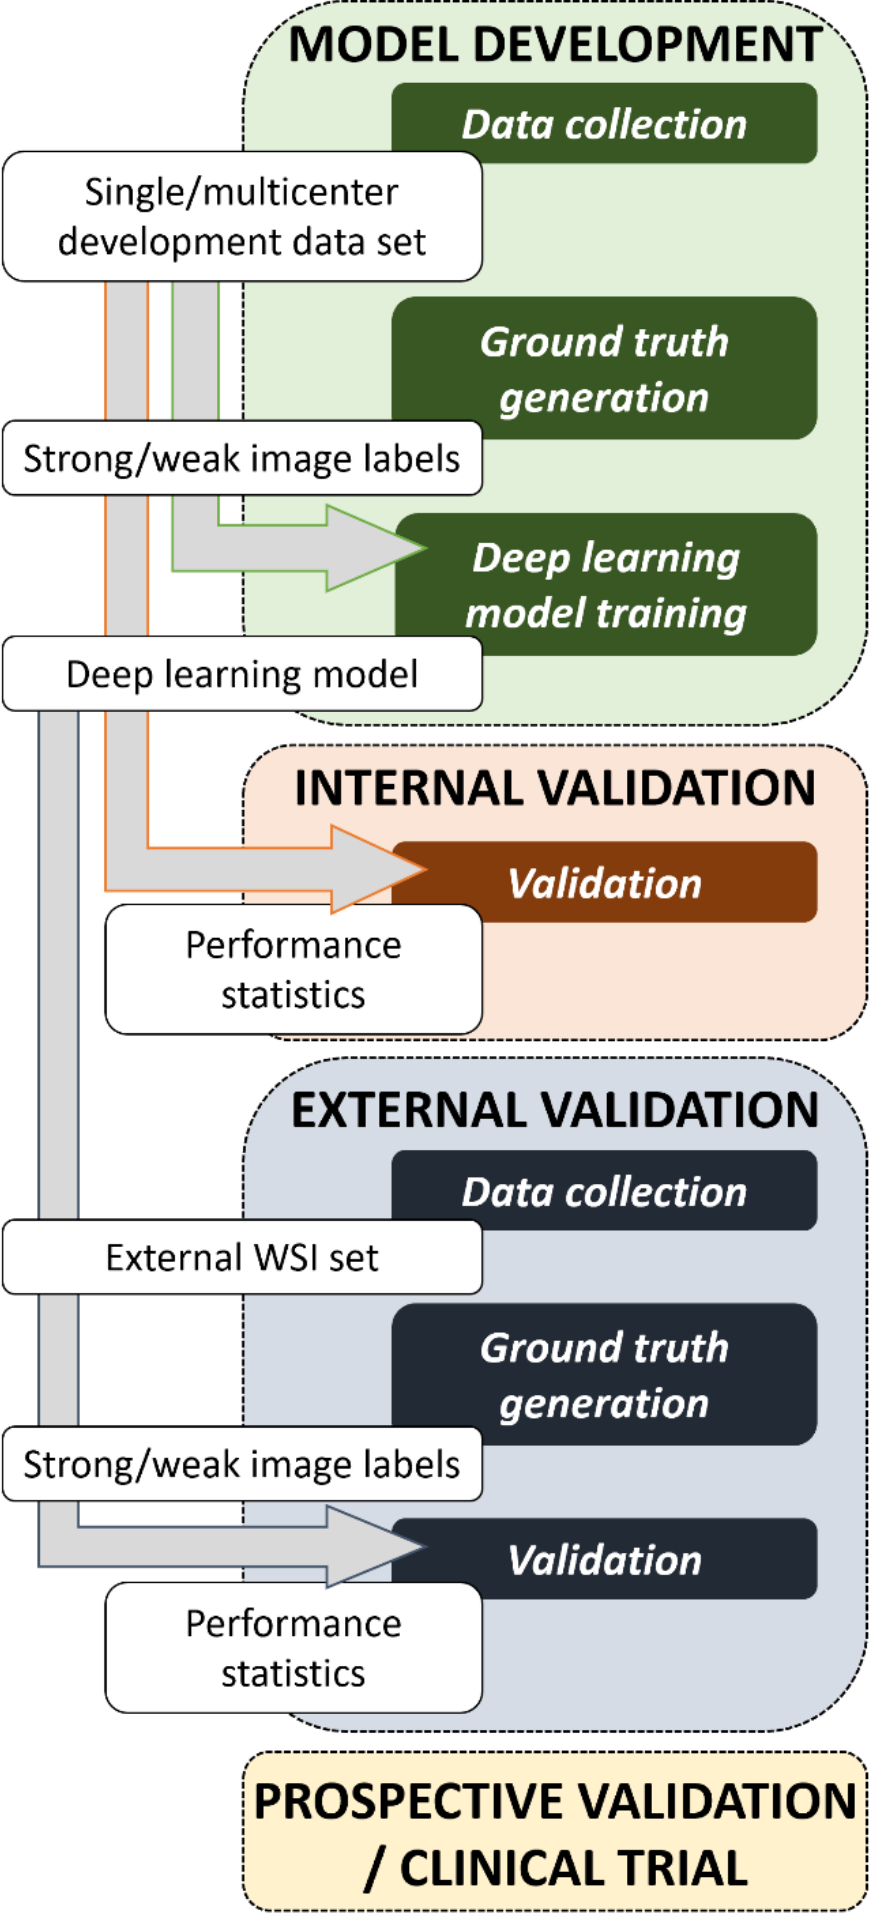 MODEL DEVELOPMENT
Data collection
Single/multicenter
development data set
Ground truth
generation
Strong/weak image labels
Deep learning
model training
Deep learning model
INTERNAL VALIDATION
Validation
Performance
statistics
EXTERNAL VALIDATION
Data collection
External WSI set
Ground truth
generation
Strong/weak image labels
Validation
Performance
statistics
PROSPECTIVE VALIDATION
/ CLINICAL TRIAL